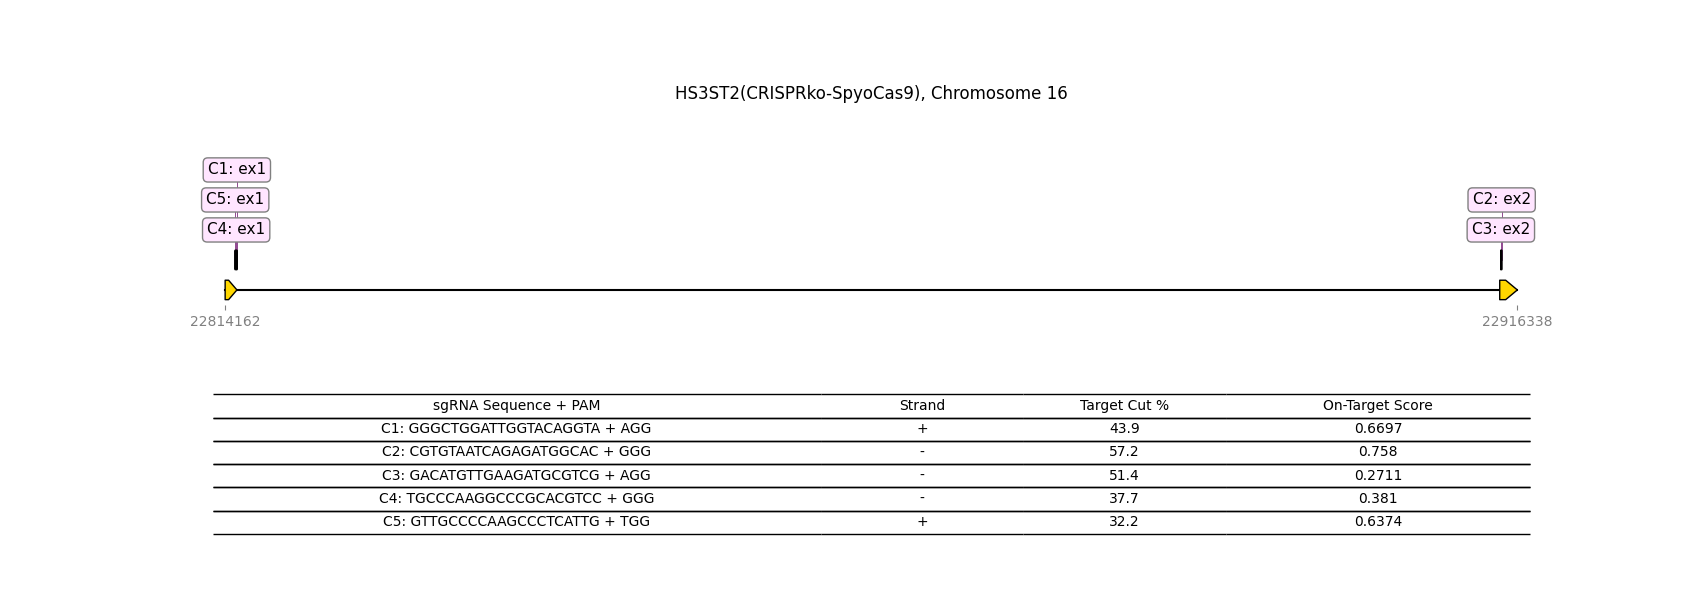 HS3ST2(CRISPRko-SpyoCas9), Chromosome 16
C1: ex1
C5: ex1
C2: ex2
C4: ex1
C3: ex2
22814162
22916338
sgRNA Sequence + PAM Strand Target Cut % On-Target Score
C1: GGGCTGGATTGGTACAGGTA + AGG + 43.9 0.6697
C2: CGTGTAATCAGAGATGGCAC + GGG - 57.2 0.758
C3: GACATGTTGAAGATGCGTCG + AGG - 51.4 0.2711
C4: TGCCCAAGGCCCGCACGTCC + GGG - 37.7 0.381
C5: GTTGCCCCAAGCCCTCATTG + TGG + 32.2 0.6374